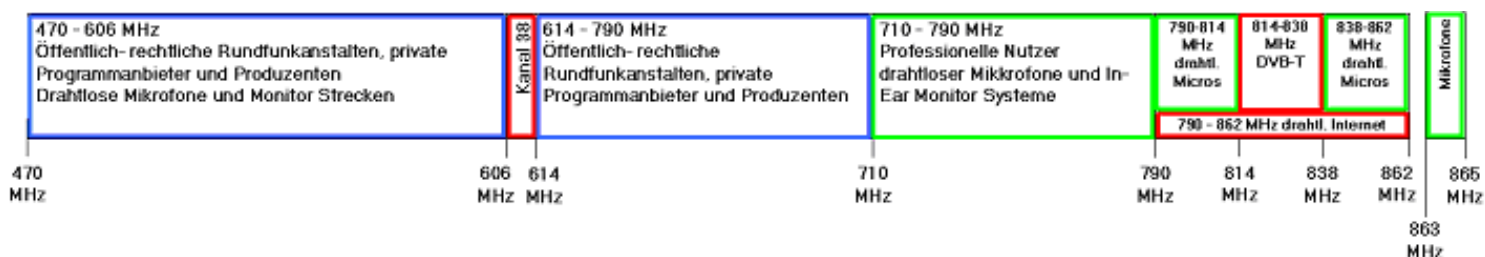 470 - 606 MHz
Öffentlich- rechtliche Rundfunkanstalten, private
Programmanbieter und Produzenten
Drahtlose Mikrofone und Monitor Strecken
Kanal 38
614 - 790 MHz
Öffentlich- rechtliche
Rundfunkanstalten, private
Programmanbieter und Produzenten
710 - 790 MHz
Professionelle Nutzer
drahtloser Mikkrofone und In-
Ear Monitor Systeme
790-814
MHz
drahtl.
Micros
814-838
MHz
DVB-T
838-862
MHz
drahtl.
Micros
790 - 862 MHz drahtl. Internet
Mikrofone
470
MHz
606
MHz
614
MHz
710
MHz
790
MHz
814
MHz
838
MHz
862
MHz
863
MHz
865
MHz